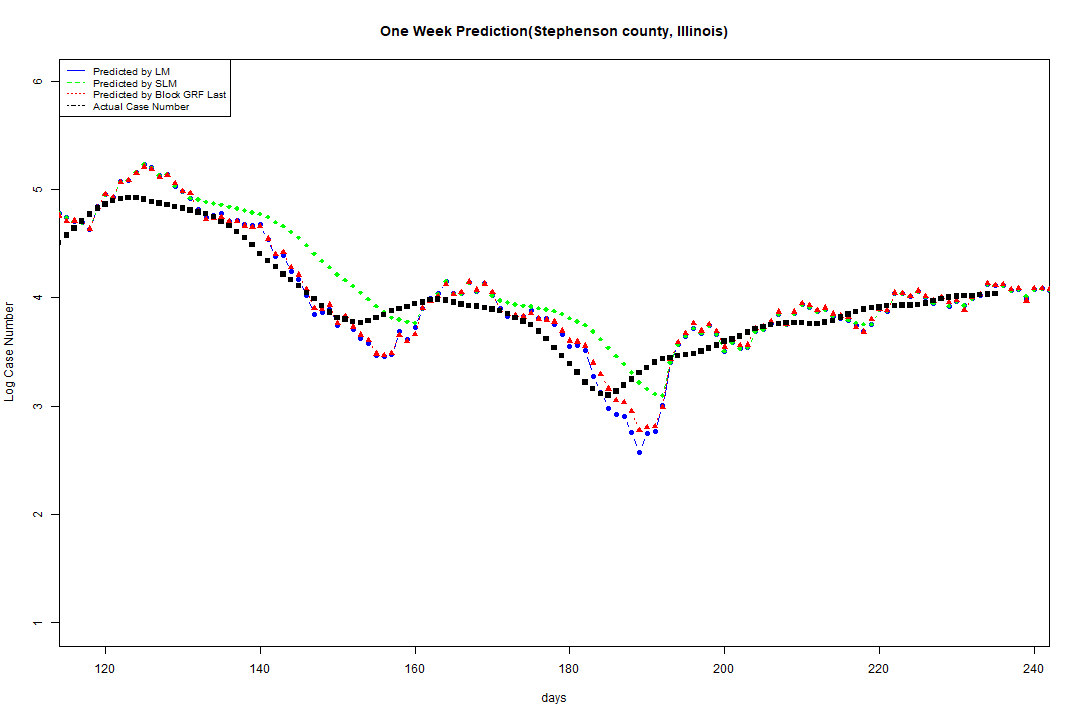 One Week Prediction(Stephenson county, Illinois)
Predicted by LM
Predicted by SLM
Predicted by Block GRF Last
Actual Case Number
6
5
4
3
2
1
Log Case Number
120 140 160 180 200 220 240
days